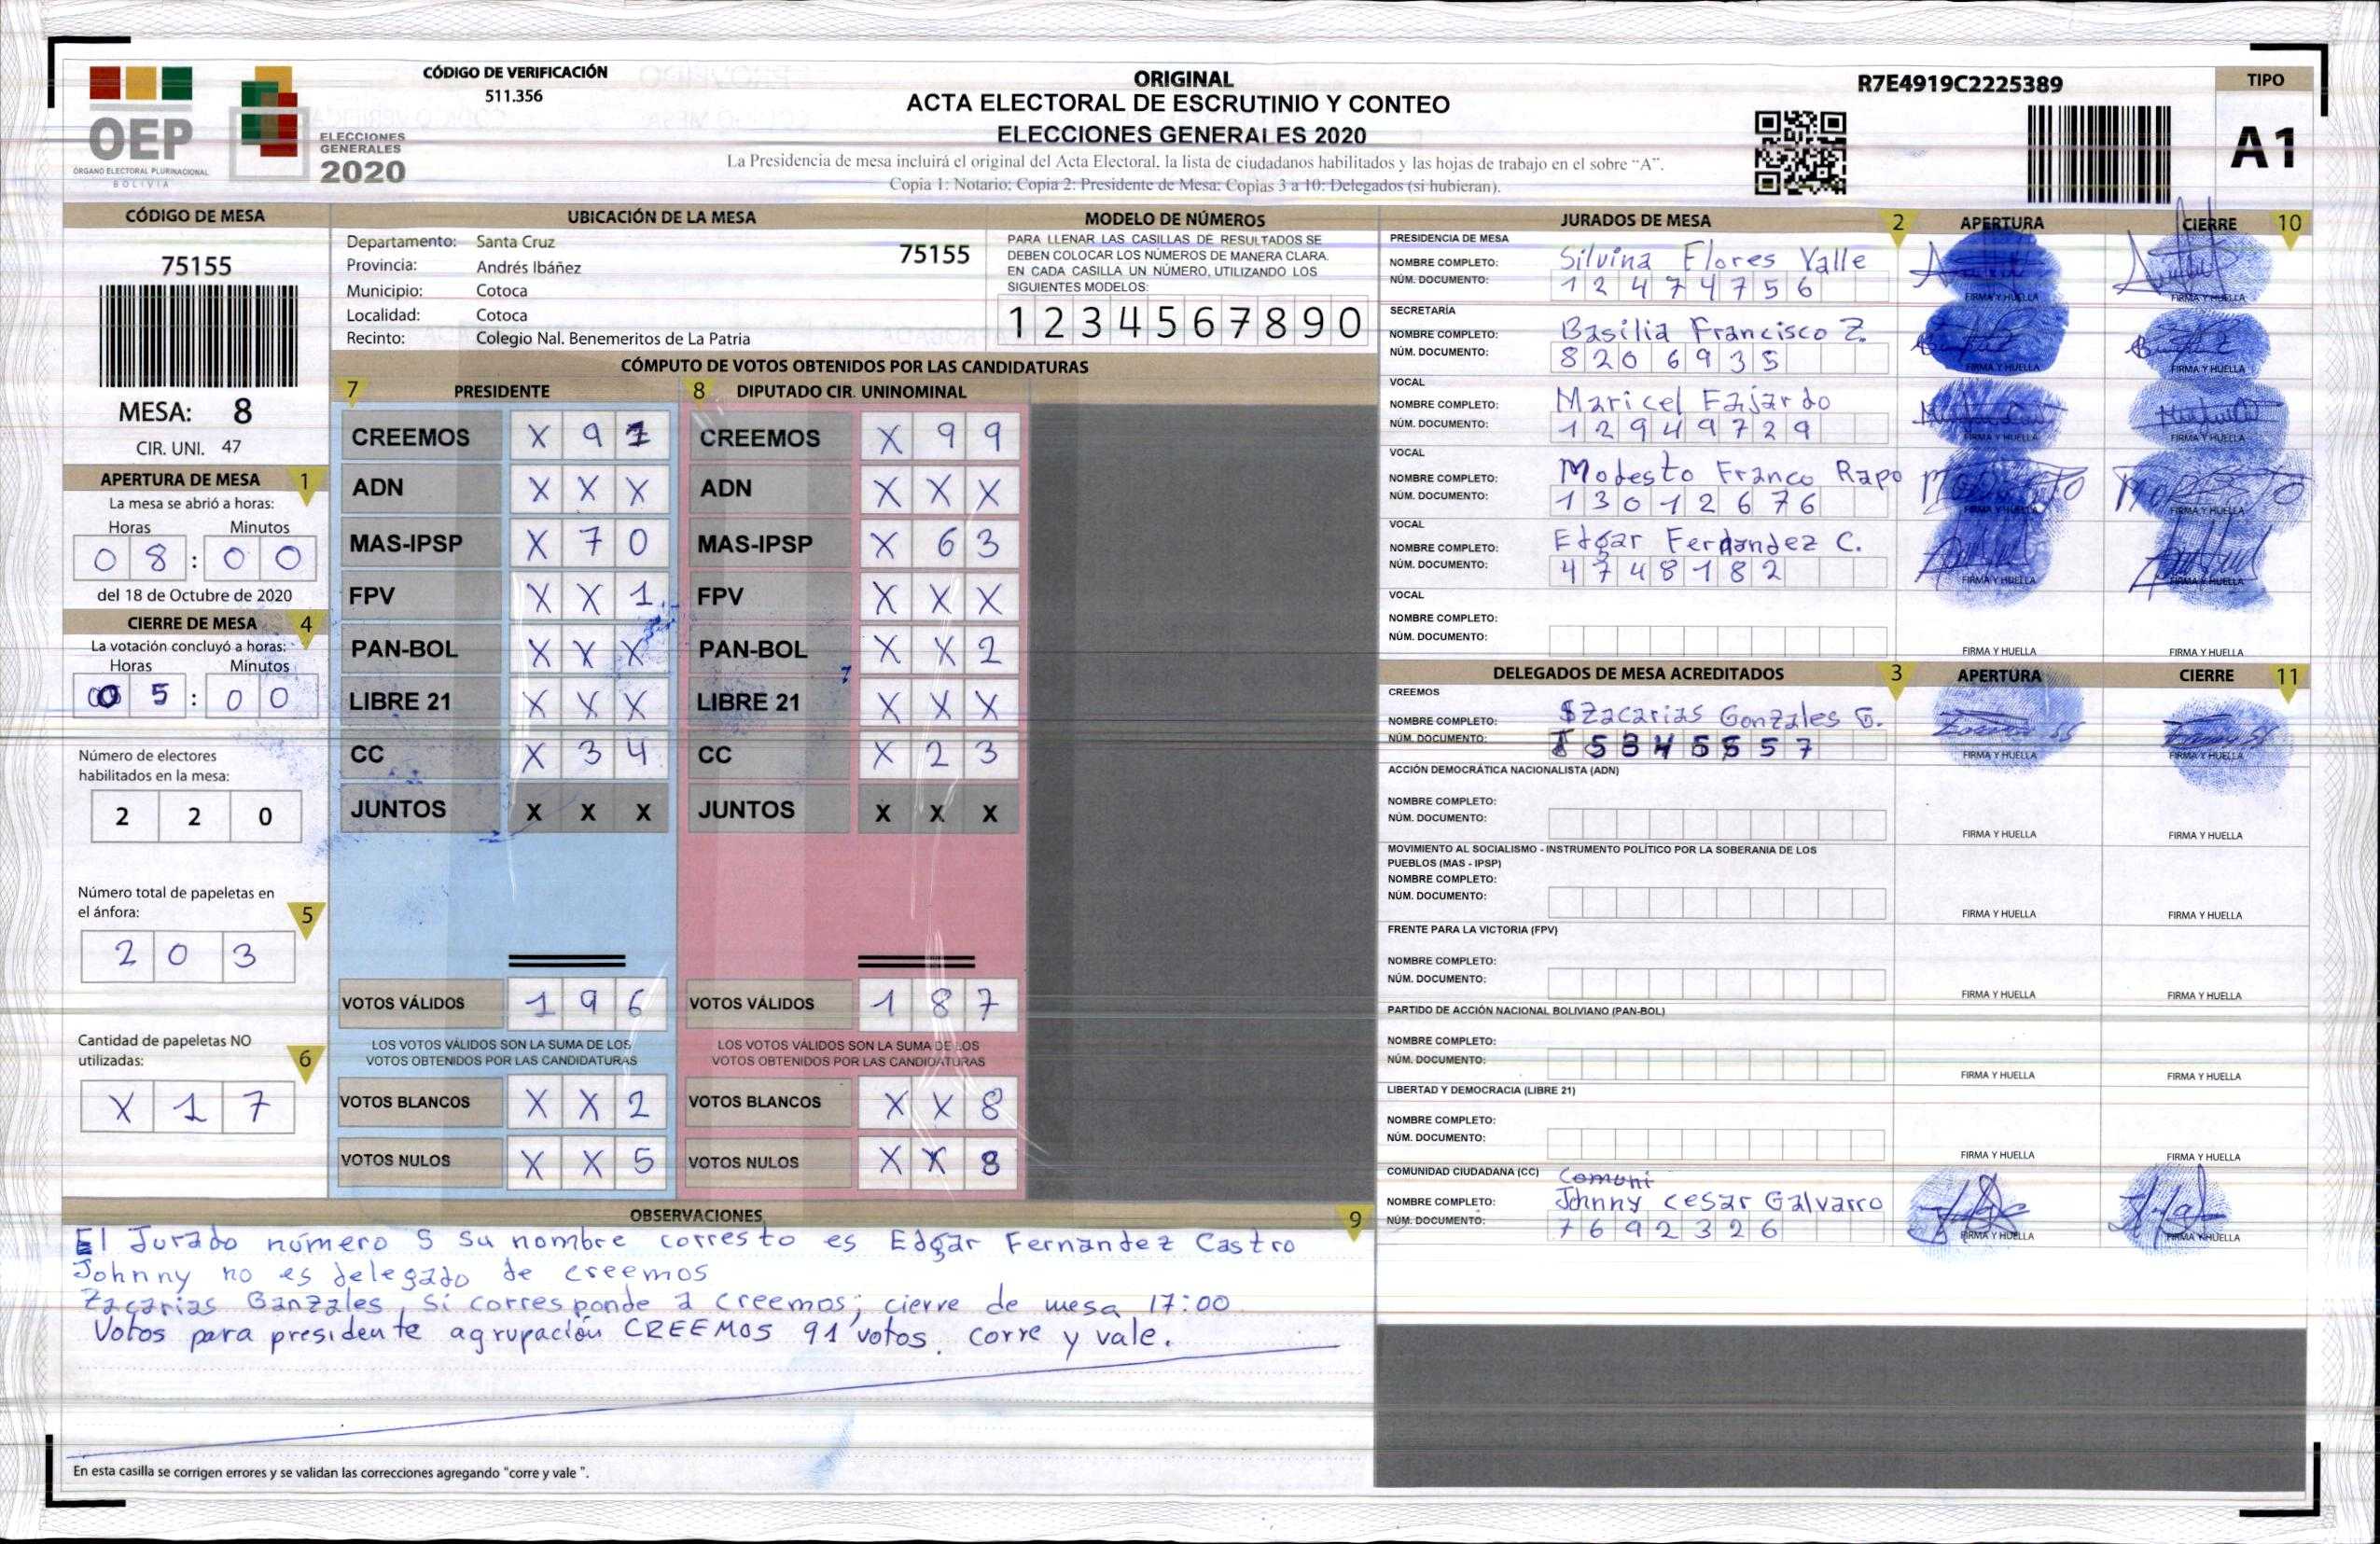 CÓDIGO DE VERIFICACIÓN
511.356
OEP
ÓRGANO ELECTORAL PLURINACIONAL
BOLIVIA
ELECCIONES
GENERALES
2020
ORIGINAL
ACTA ELECTORAL DE ESCRUTINIO Y CONTEO
ELECCIONES GENERALES 2020
La Presidencia de mesa incluirá el original del Acta Electoral, la lista de ciudadanos habilitados y las hojas de trabajo en el sobre “A”.
Copia 1: Notario; Copia 2: Presidente de Mesa; Copias 3 a 10: Delegados (si hubieran).
R7E4919C2225389
TIPO
A1
CÓDIGO DE MESA
75155
MESA: 8
CIR. UNI. 47
APERTURA DE MESA 1
La mesa se abrió a horas:
Horas Minutos
0 8 : 0 0
del 18 de Octubre de 2020
CIERRE DE MESA 4
La votación concluyó a horas:
Horas Minutos
0 5 : 0 0
Número de electores
habilitados en la mesa:
2 2 0
Número total de papeletas en
el ánfora: 5
2 0 3
Cantidad de papeletas NO
utilizadas: 6
X 1 7
UBICACIÓN DE LA MESA
Departamento: Santa Cruz 75155
Provincia: Andrés Ibáñez
Municipio: Cotoca
Localidad: Cotoca
Recinto: Colegio Nal. Benemeritos de La Patria
MODELO DE NÚMEROS
PARA LLENAR LAS CASILLAS DE RESULTADOS SE
DEBEN COLOCAR LOS NÚMEROS DE MANERA CLARA.
EN CADA CASILLA UN NÚMERO, UTILIZANDO LOS
SIGUIENTES MODELOS:
1 2 3 4 5 6 7 8 9 0
CÓMPUTO DE VOTOS OBTENIDOS POR LAS CANDIDATURAS
7 PRESIDENTE
CREEMOS X 9 1
ADN X X X
MAS-IPSP X 7 0
FPV X X 1
PAN-BOL X X X
LIBRE 21 X X X
CC X 3 4
JUNTOS X X X
VOTOS VÁLIDOS 1 9 6
LOS VOTOS VÁLIDOS SON LA SUMA DE LOS
VOTOS OBTENIDOS POR LAS CANDIDATURAS
VOTOS BLANCOS X X 2
VOTOS NULOS X X 5
8 DIPUTADO CIR. UNINOMINAL
CREEMOS X 9 9
ADN X X X
MAS-IPSP X 6 3
FPV X X X
PAN-BOL X X 2
LIBRE 21 X X X
CC X 2 3
JUNTOS X X X
VOTOS VÁLIDOS 1 8 7
LOS VOTOS VÁLIDOS SON LA SUMA DE LOS
VOTOS OBTENIDOS POR LAS CANDIDATURAS
VOTOS BLANCOS X X 8
VOTOS NULOS X X 8
OBSERVACIONES 9
El Jurado número 5 su nombre corresto es Edgar Fernandez Castro
Johnny no es delegado de creemos
Zacarias Ganzales, si corresponde a creemos; cierre de mesa 17:00
Votos para presidente agrupación CREEMOS 91 votos. corre y vale.
En esta casilla se corrigen errores y se validan las correcciones agregando "corre y vale ".
JURADOS DE MESA 2 APERTURA CIERRE 10
PRESIDENCIA DE MESA
NOMBRE COMPLETO: Silvina Flores Valle
NÚM. DOCUMENTO: 1 2 4 7 4 7 5 6
FIRMA Y HUELLA FIRMA Y HUELLA
SECRETARÍA
NOMBRE COMPLETO: Basilia Francisco Z.
NÚM. DOCUMENTO: 8 2 0 6 9 3 5
FIRMA Y HUELLA FIRMA Y HUELLA
VOCAL
NOMBRE COMPLETO: Maricel Fajardo
NÚM. DOCUMENTO: 1 2 9 4 9 7 2 9
FIRMA Y HUELLA FIRMA Y HUELLA
VOCAL
NOMBRE COMPLETO: Modesto Franco Rapo
NÚM. DOCUMENTO: 1 3 0 1 2 6 7 6
FIRMA Y HUELLA FIRMA Y HUELLA
VOCAL
NOMBRE COMPLETO: Edgar Fernandez C.
NÚM. DOCUMENTO: 4 7 4 8 1 8 2
FIRMA Y HUELLA FIRMA Y HUELLA
VOCAL
NOMBRE COMPLETO:
NÚM. DOCUMENTO:
FIRMA Y HUELLA FIRMA Y HUELLA
DELEGADOS DE MESA ACREDITADOS 3 APERTURA CIERRE 11
CREEMOS
NOMBRE COMPLETO: Zacarias Gonzales G.
NÚM. DOCUMENTO:
FIRMA Y HUELLA FIRMA Y HUELLA
ACCIÓN DEMOCRÁTICA NACIONALISTA (ADN)
NOMBRE COMPLETO:
NÚM. DOCUMENTO:
FIRMA Y HUELLA FIRMA Y HUELLA
MOVIMIENTO AL SOCIALISMO - INSTRUMENTO POLÍTICO POR LA SOBERANIA DE LOS
PUEBLOS (MAS - IPSP)
NOMBRE COMPLETO:
NÚM. DOCUMENTO:
FIRMA Y HUELLA FIRMA Y HUELLA
FRENTE PARA LA VICTORIA (FPV)
NOMBRE COMPLETO:
NÚM. DOCUMENTO:
FIRMA Y HUELLA FIRMA Y HUELLA
PARTIDO DE ACCIÓN NACIONAL BOLIVIANO (PAN-BOL)
NOMBRE COMPLETO:
NÚM. DOCUMENTO:
FIRMA Y HUELLA FIRMA Y HUELLA
LIBERTAD Y DEMOCRACIA (LIBRE 21)
NOMBRE COMPLETO:
NÚM. DOCUMENTO:
FIRMA Y HUELLA FIRMA Y HUELLA
COMUNIDAD CIUDADANA (CC) Comuni
NOMBRE COMPLETO: Johnny cesar Galvarro
NÚM. DOCUMENTO: 7 6 9 2 3 2 6
FIRMA Y HUELLA FIRMA Y HUELLA